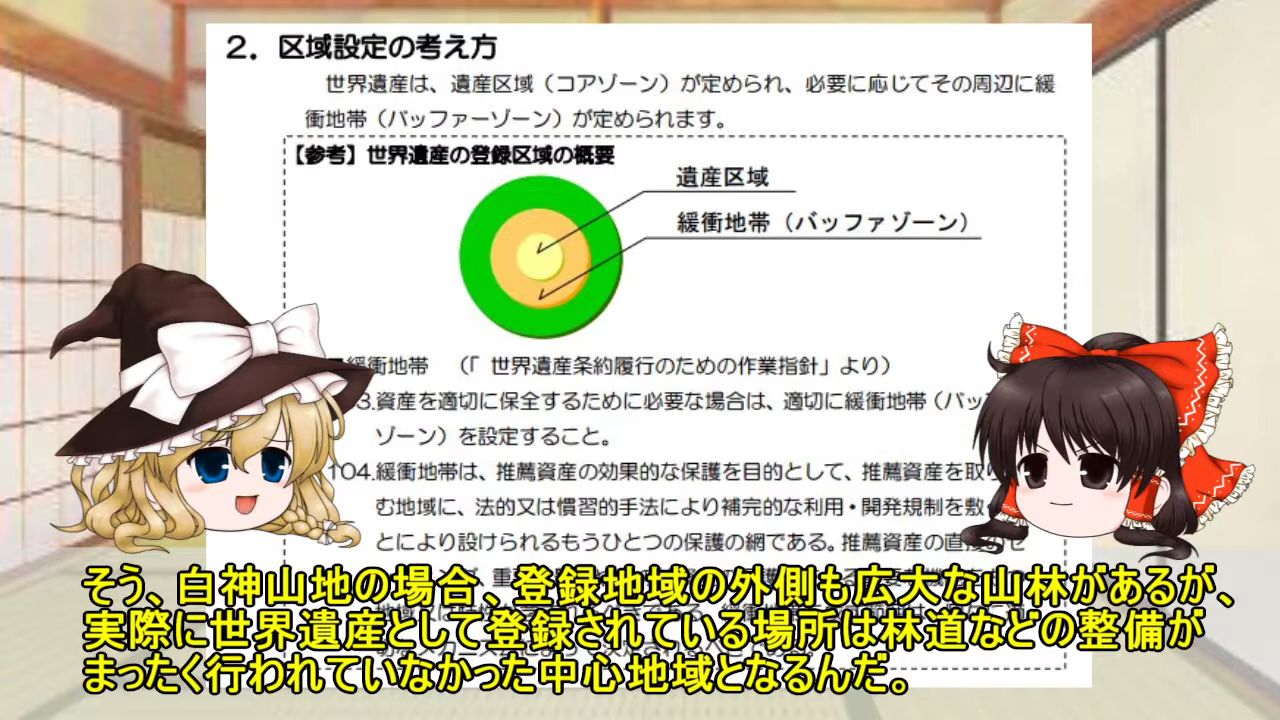 ２．区域設定の考え方
世界遺産は、遺産区域（コアゾーン）が定められ、必要に応じてその周辺に緩
衝地帯（バッファーゾーン）が定められます。
【参考】世界遺産の登録区域の概要
遺産区域
緩衝地帯（バッファゾーン）
緩衝地帯 （「 世界遺産条約履行のための作業指針」より）
3.資産を適切に保全するために必要な場合は、適切に緩衝地帯（バッ
ゾーン）を設定すること。
104.緩衝地帯は、推薦資産の効果的な保護を目的として、推薦資産を取り
む地域に、法的又は慣習的手法により補完的な利用・開発規制を敷
とにより設けられるもうひとつの保護の網である。推薦資産の直接のセ
そう、白神山地の場合、登録地域の外側も広大な山林があるが、
実際に世界遺産として登録されている場所は林道などの整備が
まったく行われていなかった中心地域となるんだ。